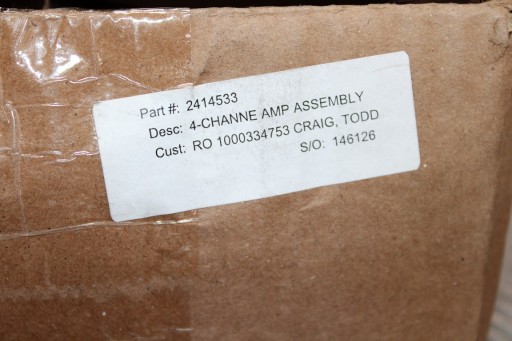 Part #: 2414533
Desc: 4-CHANNE AMP ASSEMBLY
Cust: RO 1000334753 CRAIG, TODD
S/O: 146126